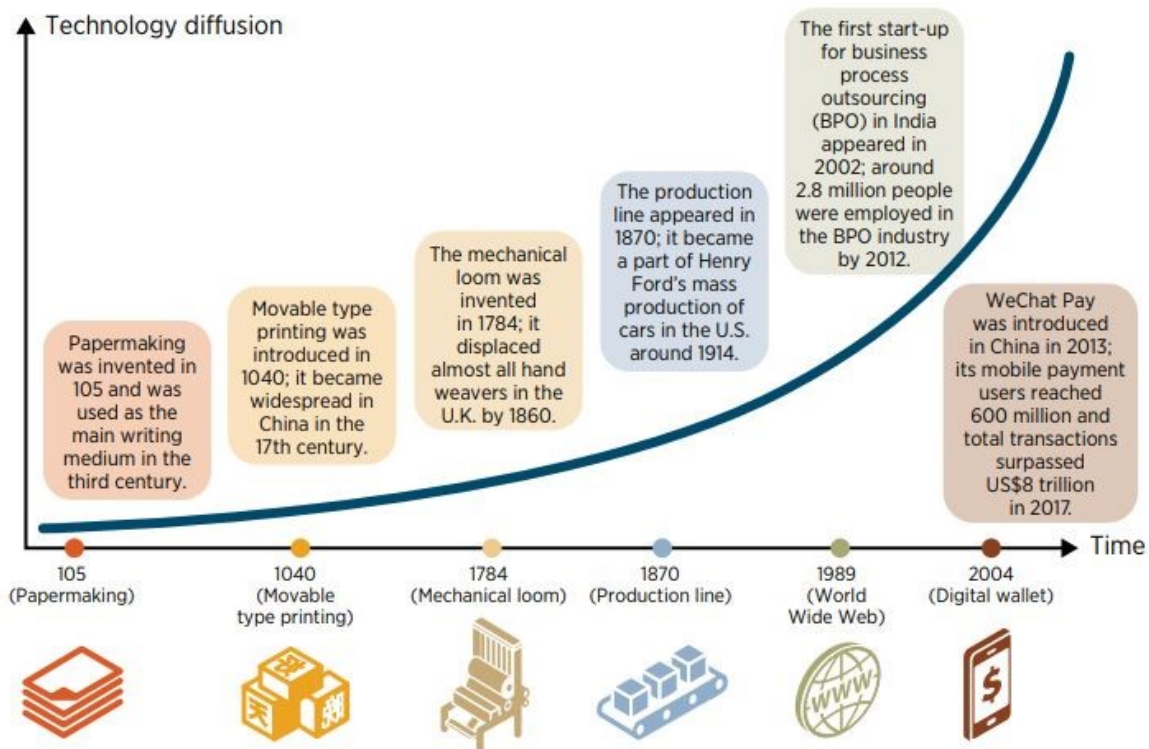 Technology diffusion
Papermaking
was invented in
105 and was
used as the
main writing
medium in the
third century.
Movable type
printing was
introduced in
1040; it became
widespread in
China in the
17th century.
The mechanical
loom was
invented
in 1784; it
displaced
almost all hand
weavers in the
U.K. by 1860.
The production
line appeared in
1870; it became
a part of Henry
Ford’s mass
production of
cars in the U.S.
around 1914.
The first start-up
for business
process
outsourcing
(BPO) in India
appeared in
2002; around
2.8 million people
were employed in
the BPO industry
by 2012.
WeChat Pay
was introduced
in China in 2013;
its mobile payment
users reached
600 million and
total transactions
surpassed
US$8 trillion
in 2017.
Time
105
(Papermaking)
1040
(Movable
type printing)
1784
(Mechanical loom)
1870
(Production line)
1989
(World
Wide Web)
2004
(Digital wallet)
天
WWW
$